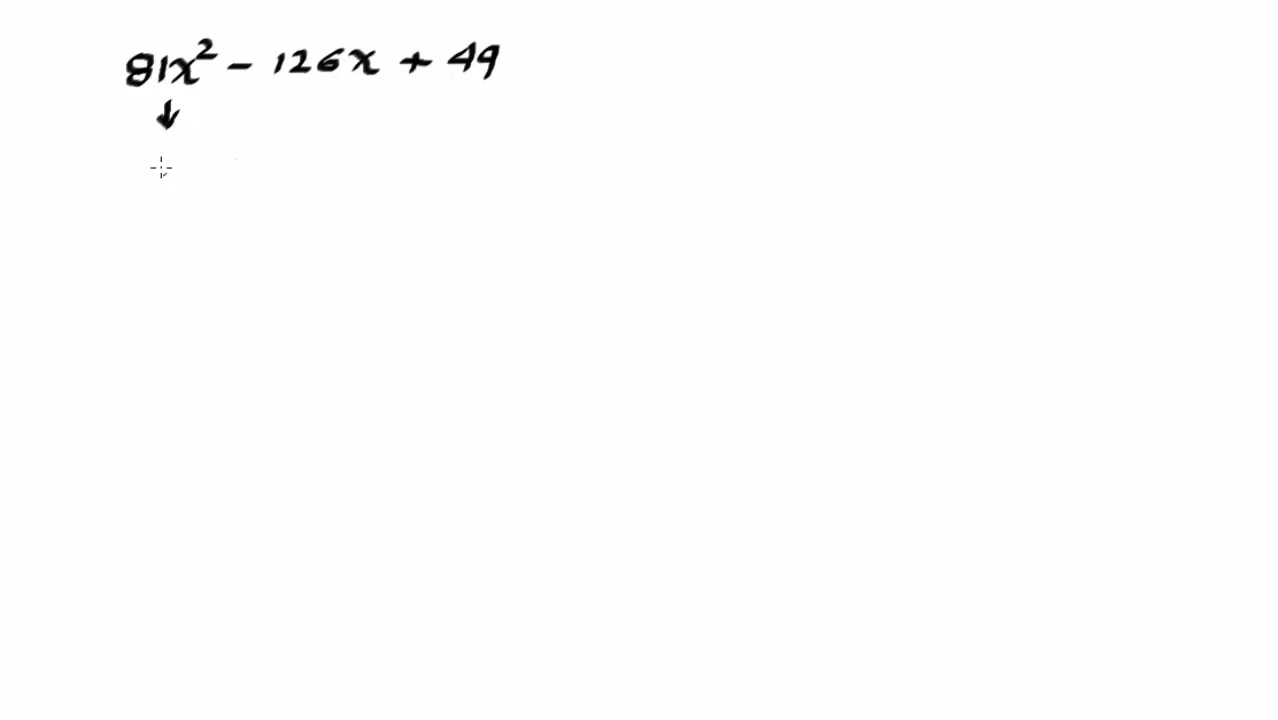 81x² - 126x + 49
↓